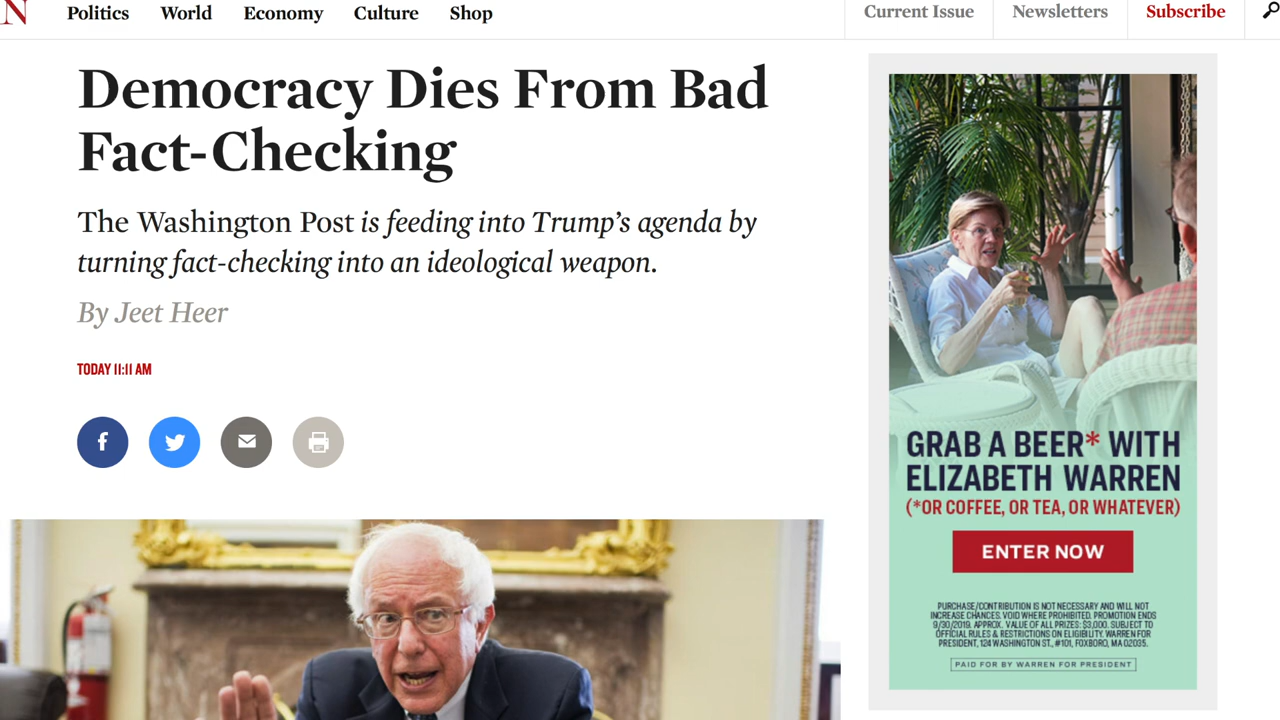 N
Politics World Economy Culture Shop
Current Issue Newsletters Subscribe
Democracy Dies From Bad
Fact-Checking
The Washington Post is feeding into Trump's agenda by
turning fact-checking into an ideological weapon.
By Jeet Heer
TODAY 11:11 AM
f
GRAB A BEER* WITH
ELIZABETH WARREN
(*OR COFFEE, OR TEA, OR WHATEVER)
ENTER NOW
PURCHASE/CONTRIBUTION IS NOT NECESSARY AND WILL NOT
INCREASE CHANCES. VOID WHERE PROHIBITED. PROMOTION ENDS
9/30/2019. APPROX. VALUE OF ALL PRIZES: $3,000. SUBJECT TO
OFFICIAL RULES & RESTRICTIONS ON ELIGIBILITY. WARREN FOR
PRESIDENT, 124 WASHINGTON ST., #101, FOXBORO, MA 02035.
PAID FOR BY WARREN FOR PRESIDENT